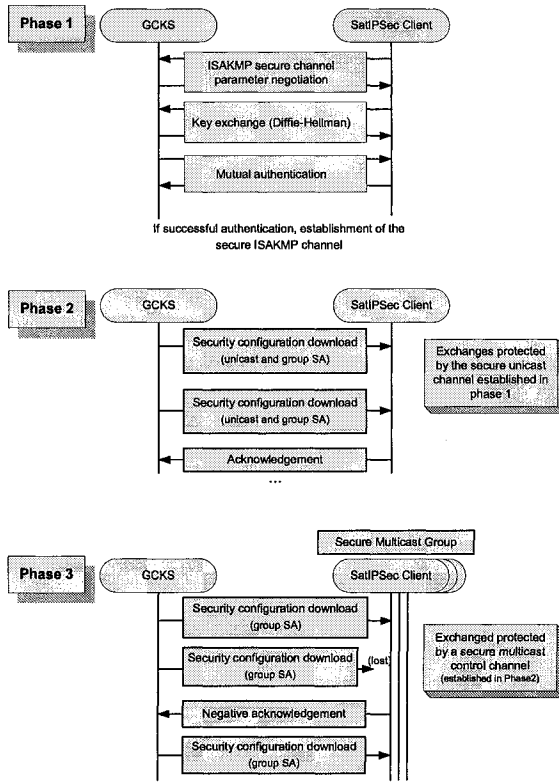 Phase 1
GCKS
SatIPSec Client
ISAKMP secure channel
parameter negotiation
Key exchange (Diffie-Hellman)
Mutual authentication
If successful authentication, establishment of the
secure ISAKMP channel
Phase 2
GCKS
SatIPSec Client
Security configuration download
(unicast and group SA)
Exchanges protected
by the secure unicast
channel established in
phase 1
Security configuration download
(unicast and group SA)
Acknowledgement
...
Secure Multicast Group
Phase 3
GCKS
SatIPSec Client
Security configuration download
(group SA)
Exchanged protected
by a secure multicast
control channel
(established in Phase2)
Security configuration download
(group SA)
(lost)
Negative acknowledgement
Security configuration download
(group SA)